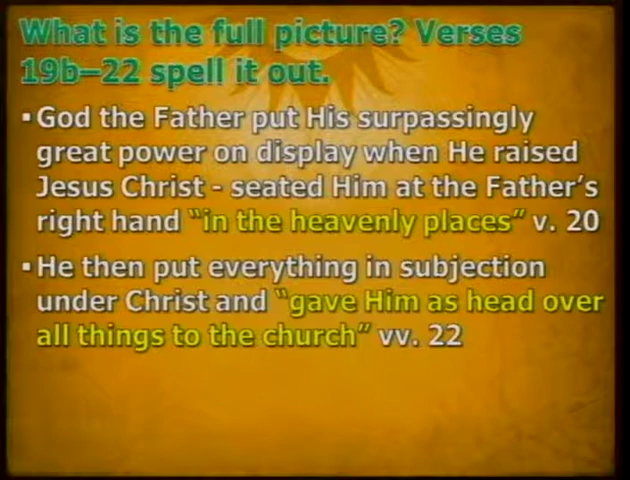 What is the full picture? Verses
19b–22 spell it out.
▪ God the Father put His surpassingly
great power on display when He raised
Jesus Christ - seated Him at the Father's
right hand “in the heavenly places” v. 20
▪ He then put everything in subjection
under Christ and “gave Him as head over
all things to the church” vv. 22